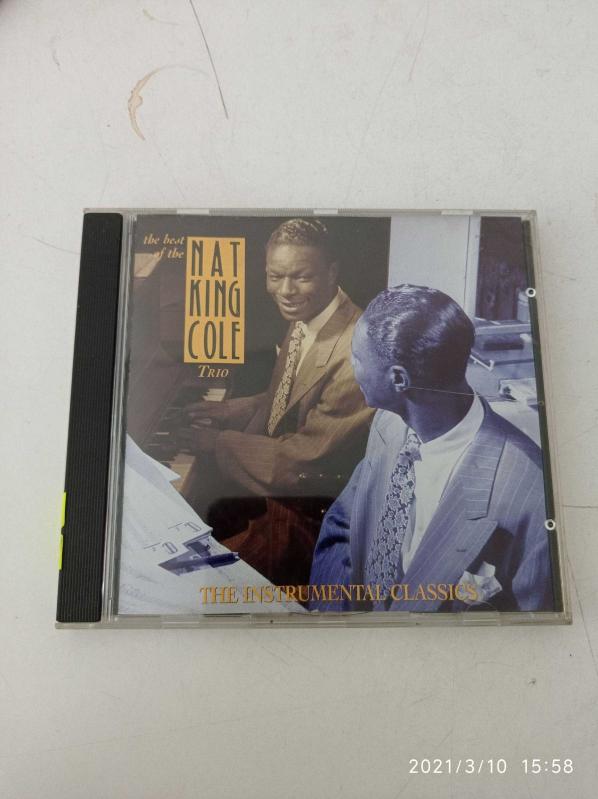 the best
of the
NAT
KING
COLE
TRIO
THE INSTRUMENTAL CLASSICS
2021/3/10 15:58